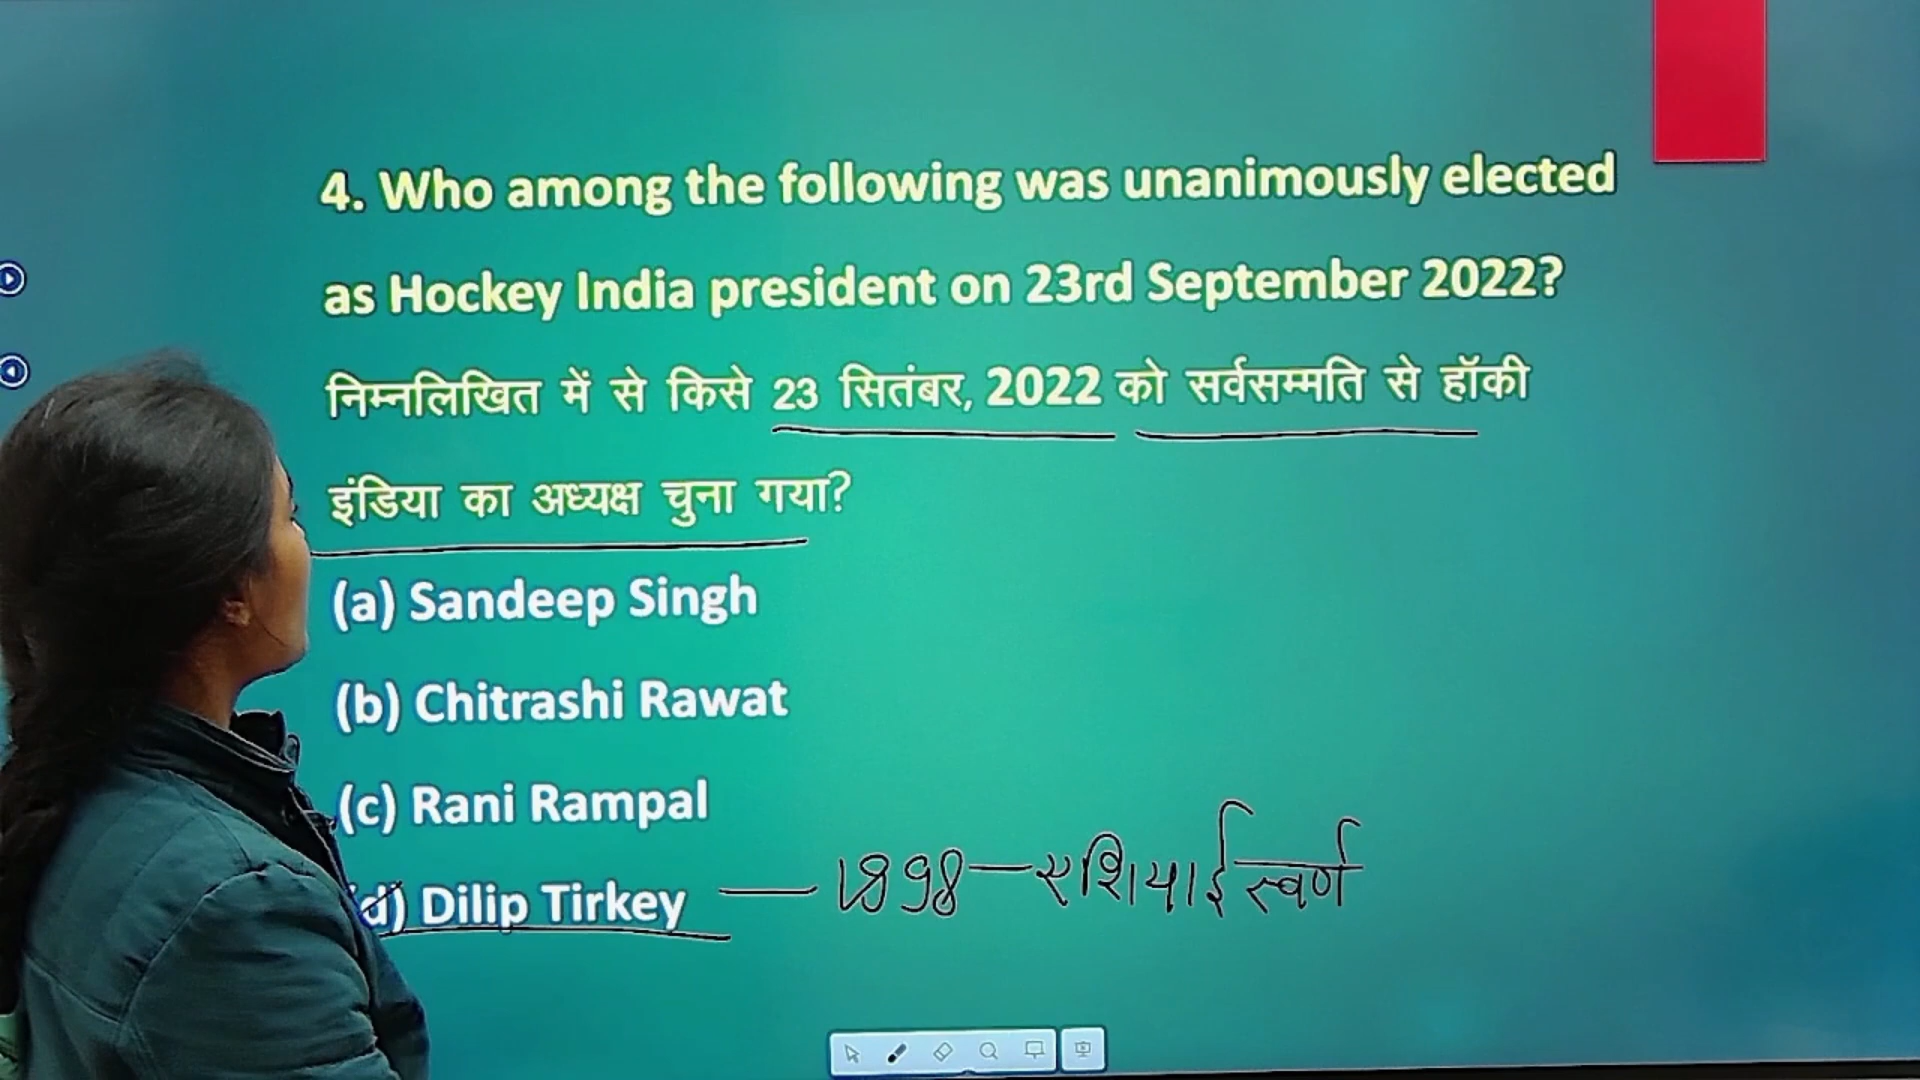 4. Who among the following was unanimously elected
as Hockey India president on 23rd September 2022?
निम्नलिखित में से किसे 23 सितंबर, 2022 को सर्वसम्मति से हॉकी
इंडिया का अध्यक्ष चुना गया?
(a) Sandeep Singh
(b) Chitrashi Rawat
(c) Rani Rampal
(d) Dilip Tirkey — 1898 — एशियाई स्वर्ण